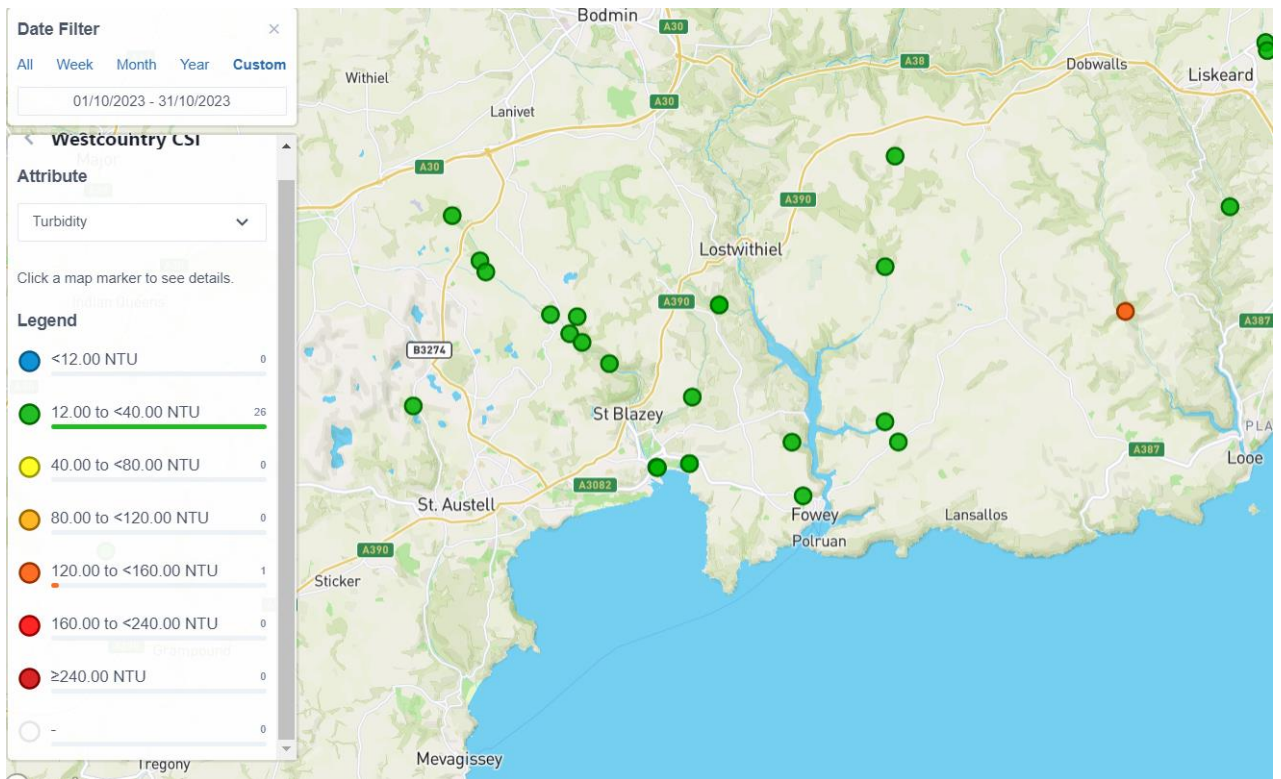 Date Filter ×
All Week Month Year Custom
01/10/2023 - 31/10/2023
Westcountry CSI
Major
Attribute
Turbidity
Click a map marker to see details.
Indian Queens
Legend
<12.00 NTU 0
12.00 to <40.00 NTU 26
40.00 to <80.00 NTU 0
80.00 to <120.00 NTU 0
120.00 to <160.00 NTU 1
160.00 to <240.00 NTU 0
Grampound
≥240.00 NTU 0
- 0
Tregony
Bodmin
A30
A38
Dobwalls
Liskeard
Withiel
Lanivet
A30
A30
A390
Lostwithiel
A390
A387
B3274
St Blazey
PLA
A387
Looe
A3082
St. Austell
Fowey
Lansallos
Polruan
A390
Sticker
Mevagissey